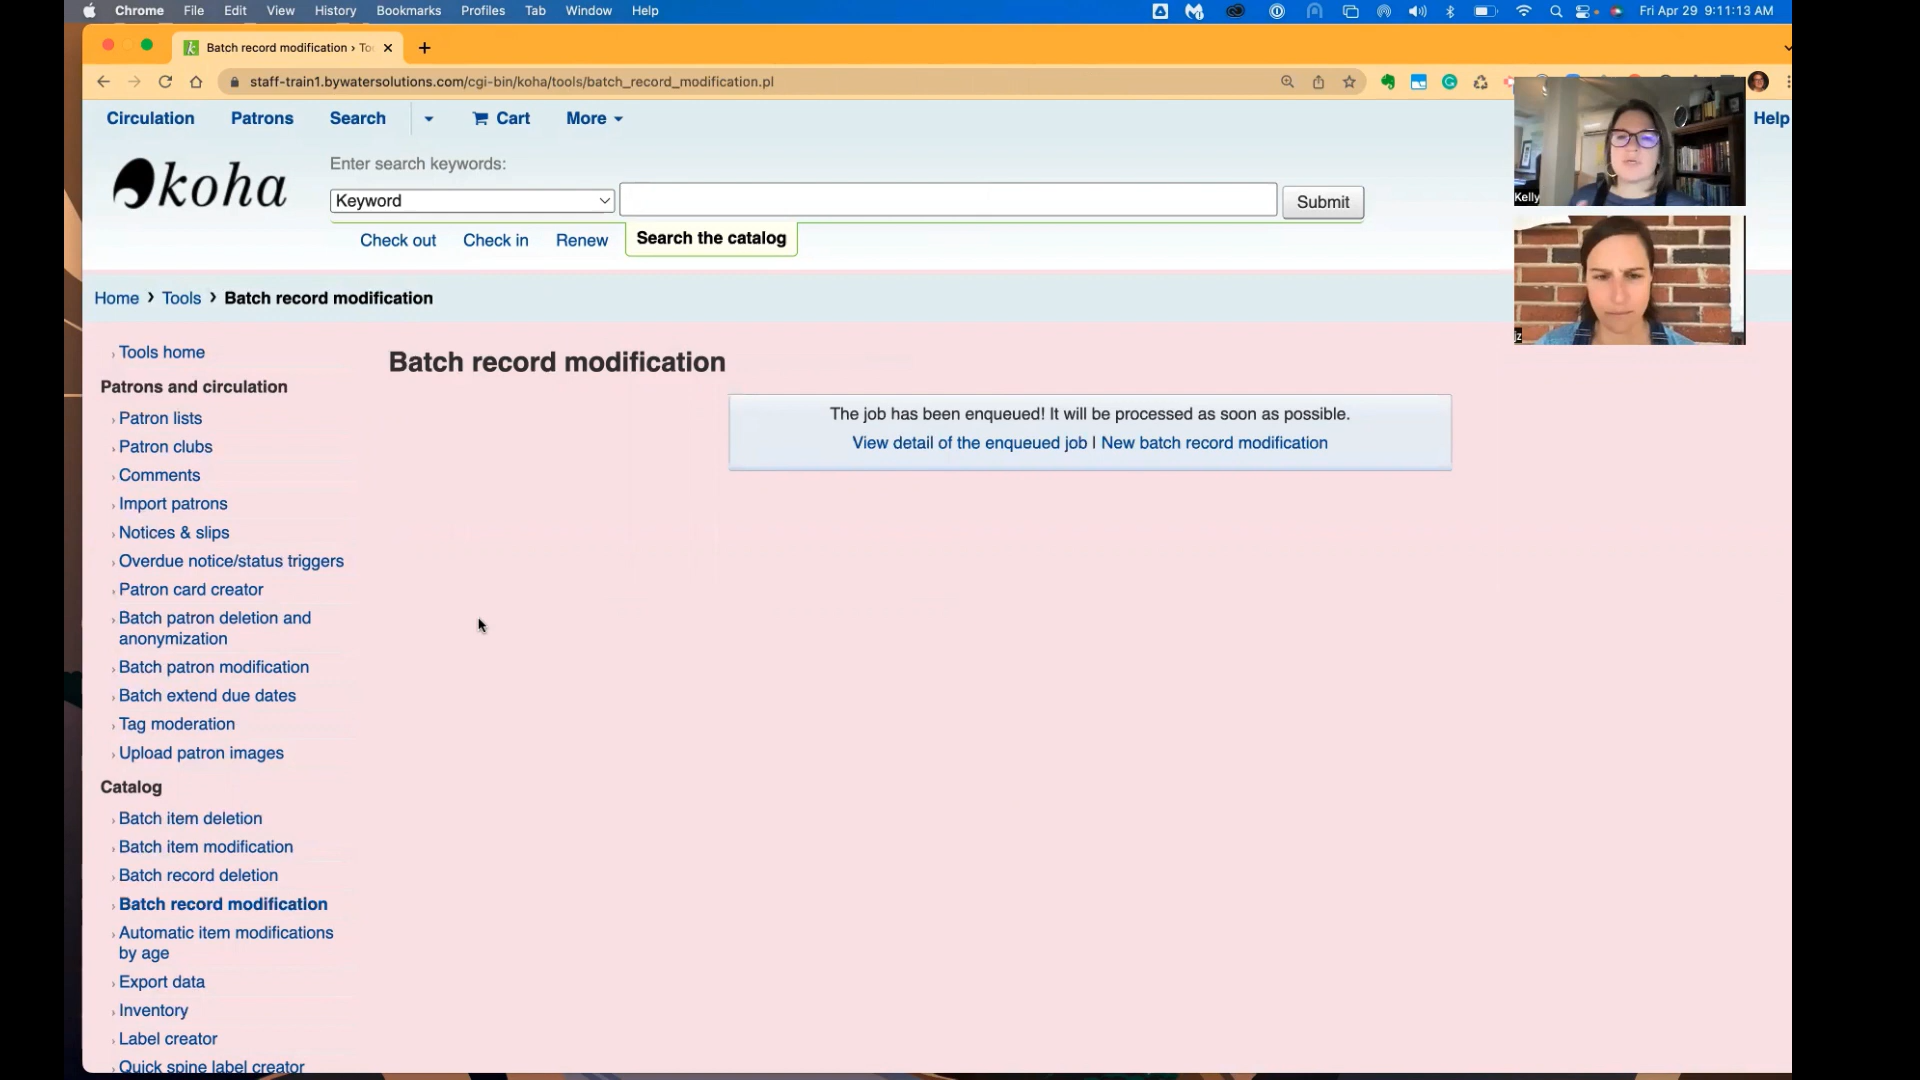 Chrome File Edit View History Bookmarks Profiles Tab Window Help Fri Apr 29 9:11:13 AM
Batch record modification › To
staff-train1.bywatersolutions.com/cgi-bin/koha/tools/batch_record_modification.pl
Circulation Patrons Search Cart More Help
koha
Enter search keywords:
Keyword Submit
Check out Check in Renew Search the catalog
Home › Tools › Batch record modification
Kelly
jz
Tools home
Patrons and circulation
Patron lists
Patron clubs
Comments
Import patrons
Notices & slips
Overdue notice/status triggers
Patron card creator
Batch patron deletion and
anonymization
Batch patron modification
Batch extend due dates
Tag moderation
Upload patron images
Catalog
Batch item deletion
Batch item modification
Batch record deletion
Batch record modification
Automatic item modifications
by age
Export data
Inventory
Label creator
Quick spine label creator
Batch record modification
The job has been enqueued! It will be processed as soon as possible.
View detail of the enqueued job | New batch record modification